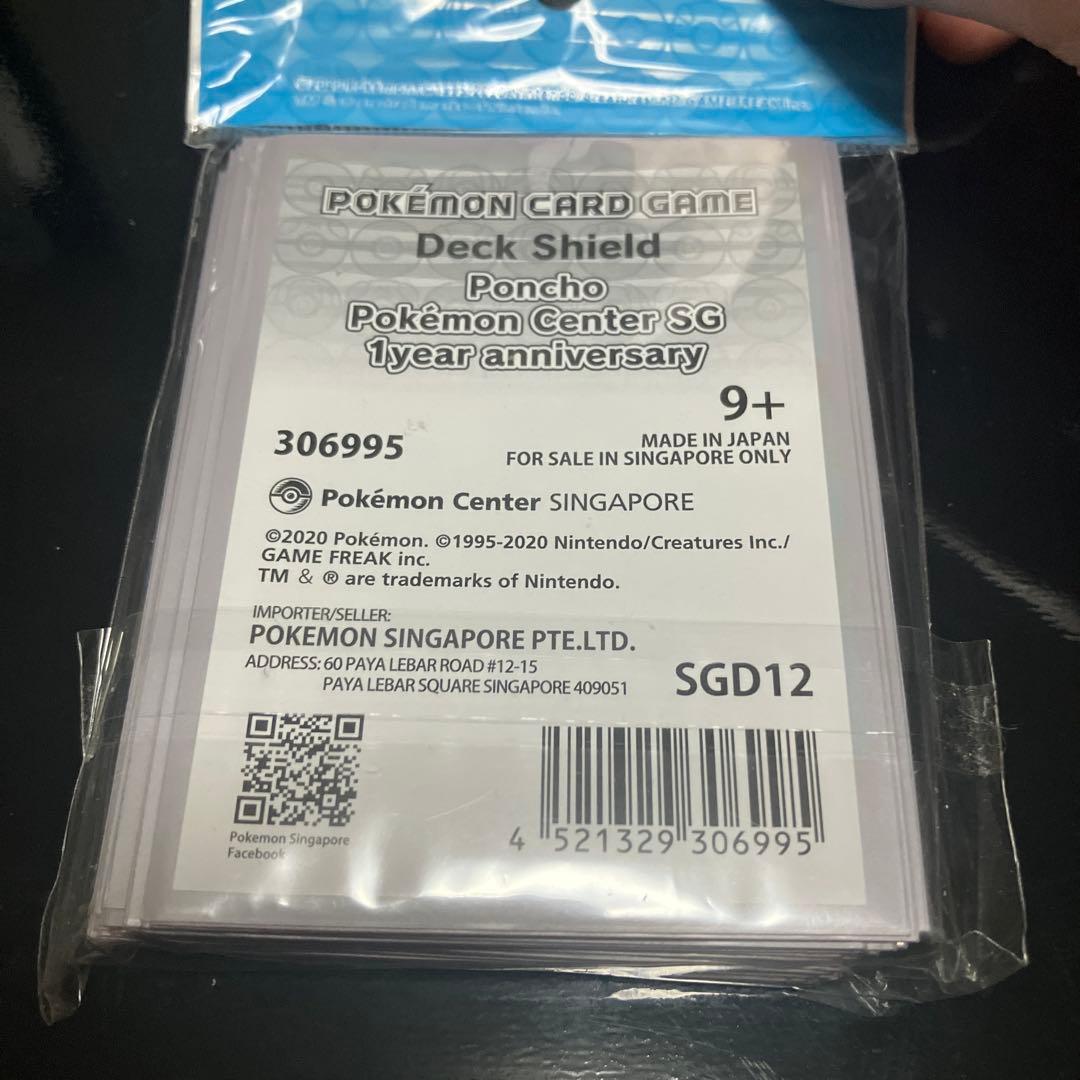 POKÉMON CARD GAME
Deck Shield
Poncho
Pokémon Center SG
1year anniversary
9+
306995
MADE IN JAPAN
FOR SALE IN SINGAPORE ONLY
Pokémon Center SINGAPORE
©2020 Pokémon. ©1995-2020 Nintendo/Creatures Inc./
GAME FREAK inc.
TM & ® are trademarks of Nintendo.
IMPORTER/SELLER:
POKEMON SINGAPORE PTE.LTD.
ADDRESS: 60 PAYA LEBAR ROAD #12-15
PAYA LEBAR SQUARE SINGAPORE 409051
SGD12
Pokemon Singapore
Facebook
4 521329 306995